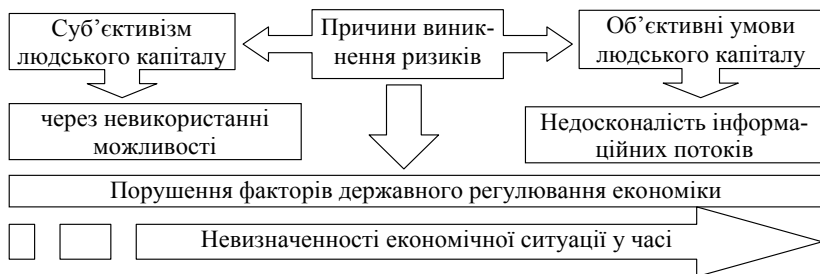 Суб’єктивізм
людського капіталу
Причини виник-
нення ризиків
Об’єктивні умови
людського капіталу
через невикористанні
можливості
Недосконалість інформа-
ційних потоків
Порушення факторів державного регулювання економіки
Невизначенності економічної ситуації у часі